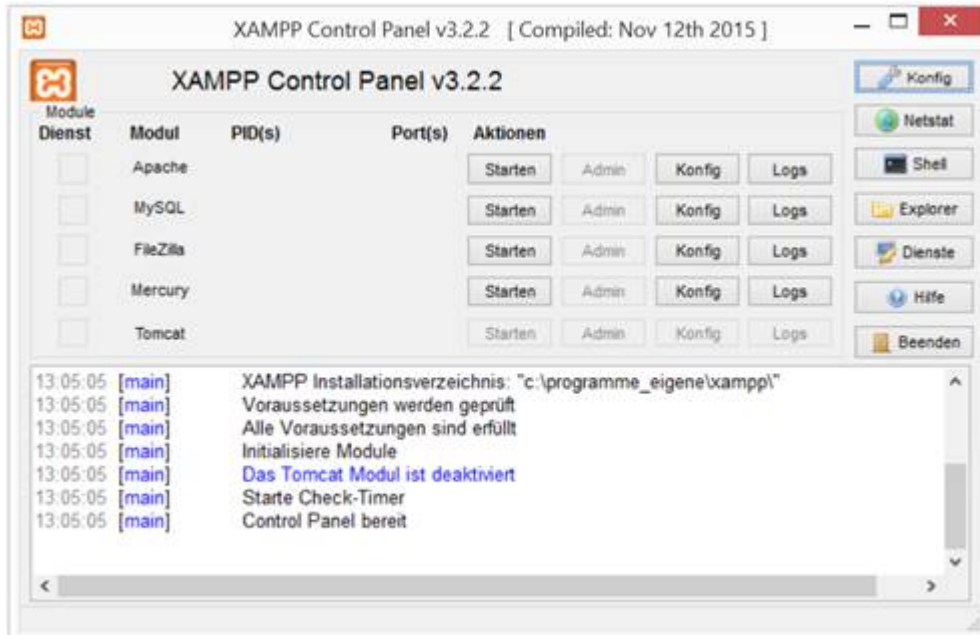 XAMPP Control Panel v3.2.2 [ Compiled: Nov 12th 2015 ]
XAMPP Control Panel v3.2.2
Konfig
Module
Dienst Modul PID(s) Port(s) Aktionen
Netstat
Apache Starten Admin Konfig Logs
Shell
MySQL Starten Admin Konfig Logs
Explorer
FileZilla Starten Admin Konfig Logs
Dienste
Mercury Starten Admin Konfig Logs
Hilfe
Tomcat Starten Admin Konfig Logs
Beenden
13:05:05 [main] XAMPP Installationsverzeichnis: "c:\programme_eigene\xampp\"
13:05:05 [main] Voraussetzungen werden geprüft
13:05:05 [main] Alle Voraussetzungen sind erfüllt
13:05:05 [main] Initialisiere Module
13:05:05 [main] Das Tomcat Modul ist deaktiviert
13:05:05 [main] Starte Check-Timer
13:05:05 [main] Control Panel bereit